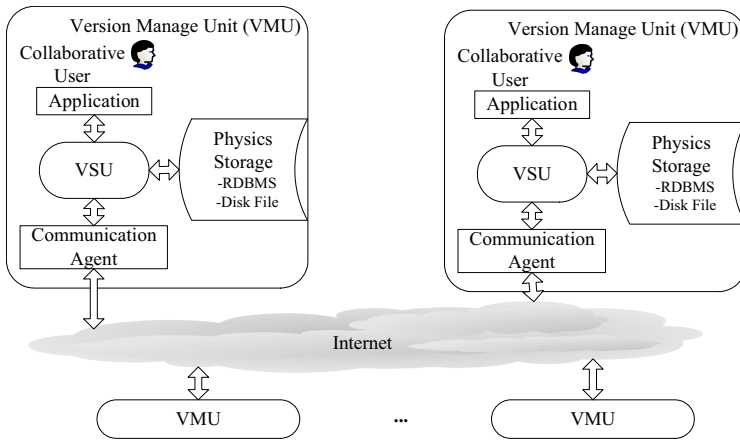 Version Manage Unit (VMU)
Collaborative
User
Application
VSU
Physics
Storage
-RDBMS
-Disk File
Communication
Agent
Version Manage Unit (VMU)
Collaborative
User
Application
VSU
Physics
Storage
-RDBMS
-Disk File
Communication
Agent
Internet
VMU
...
VMU